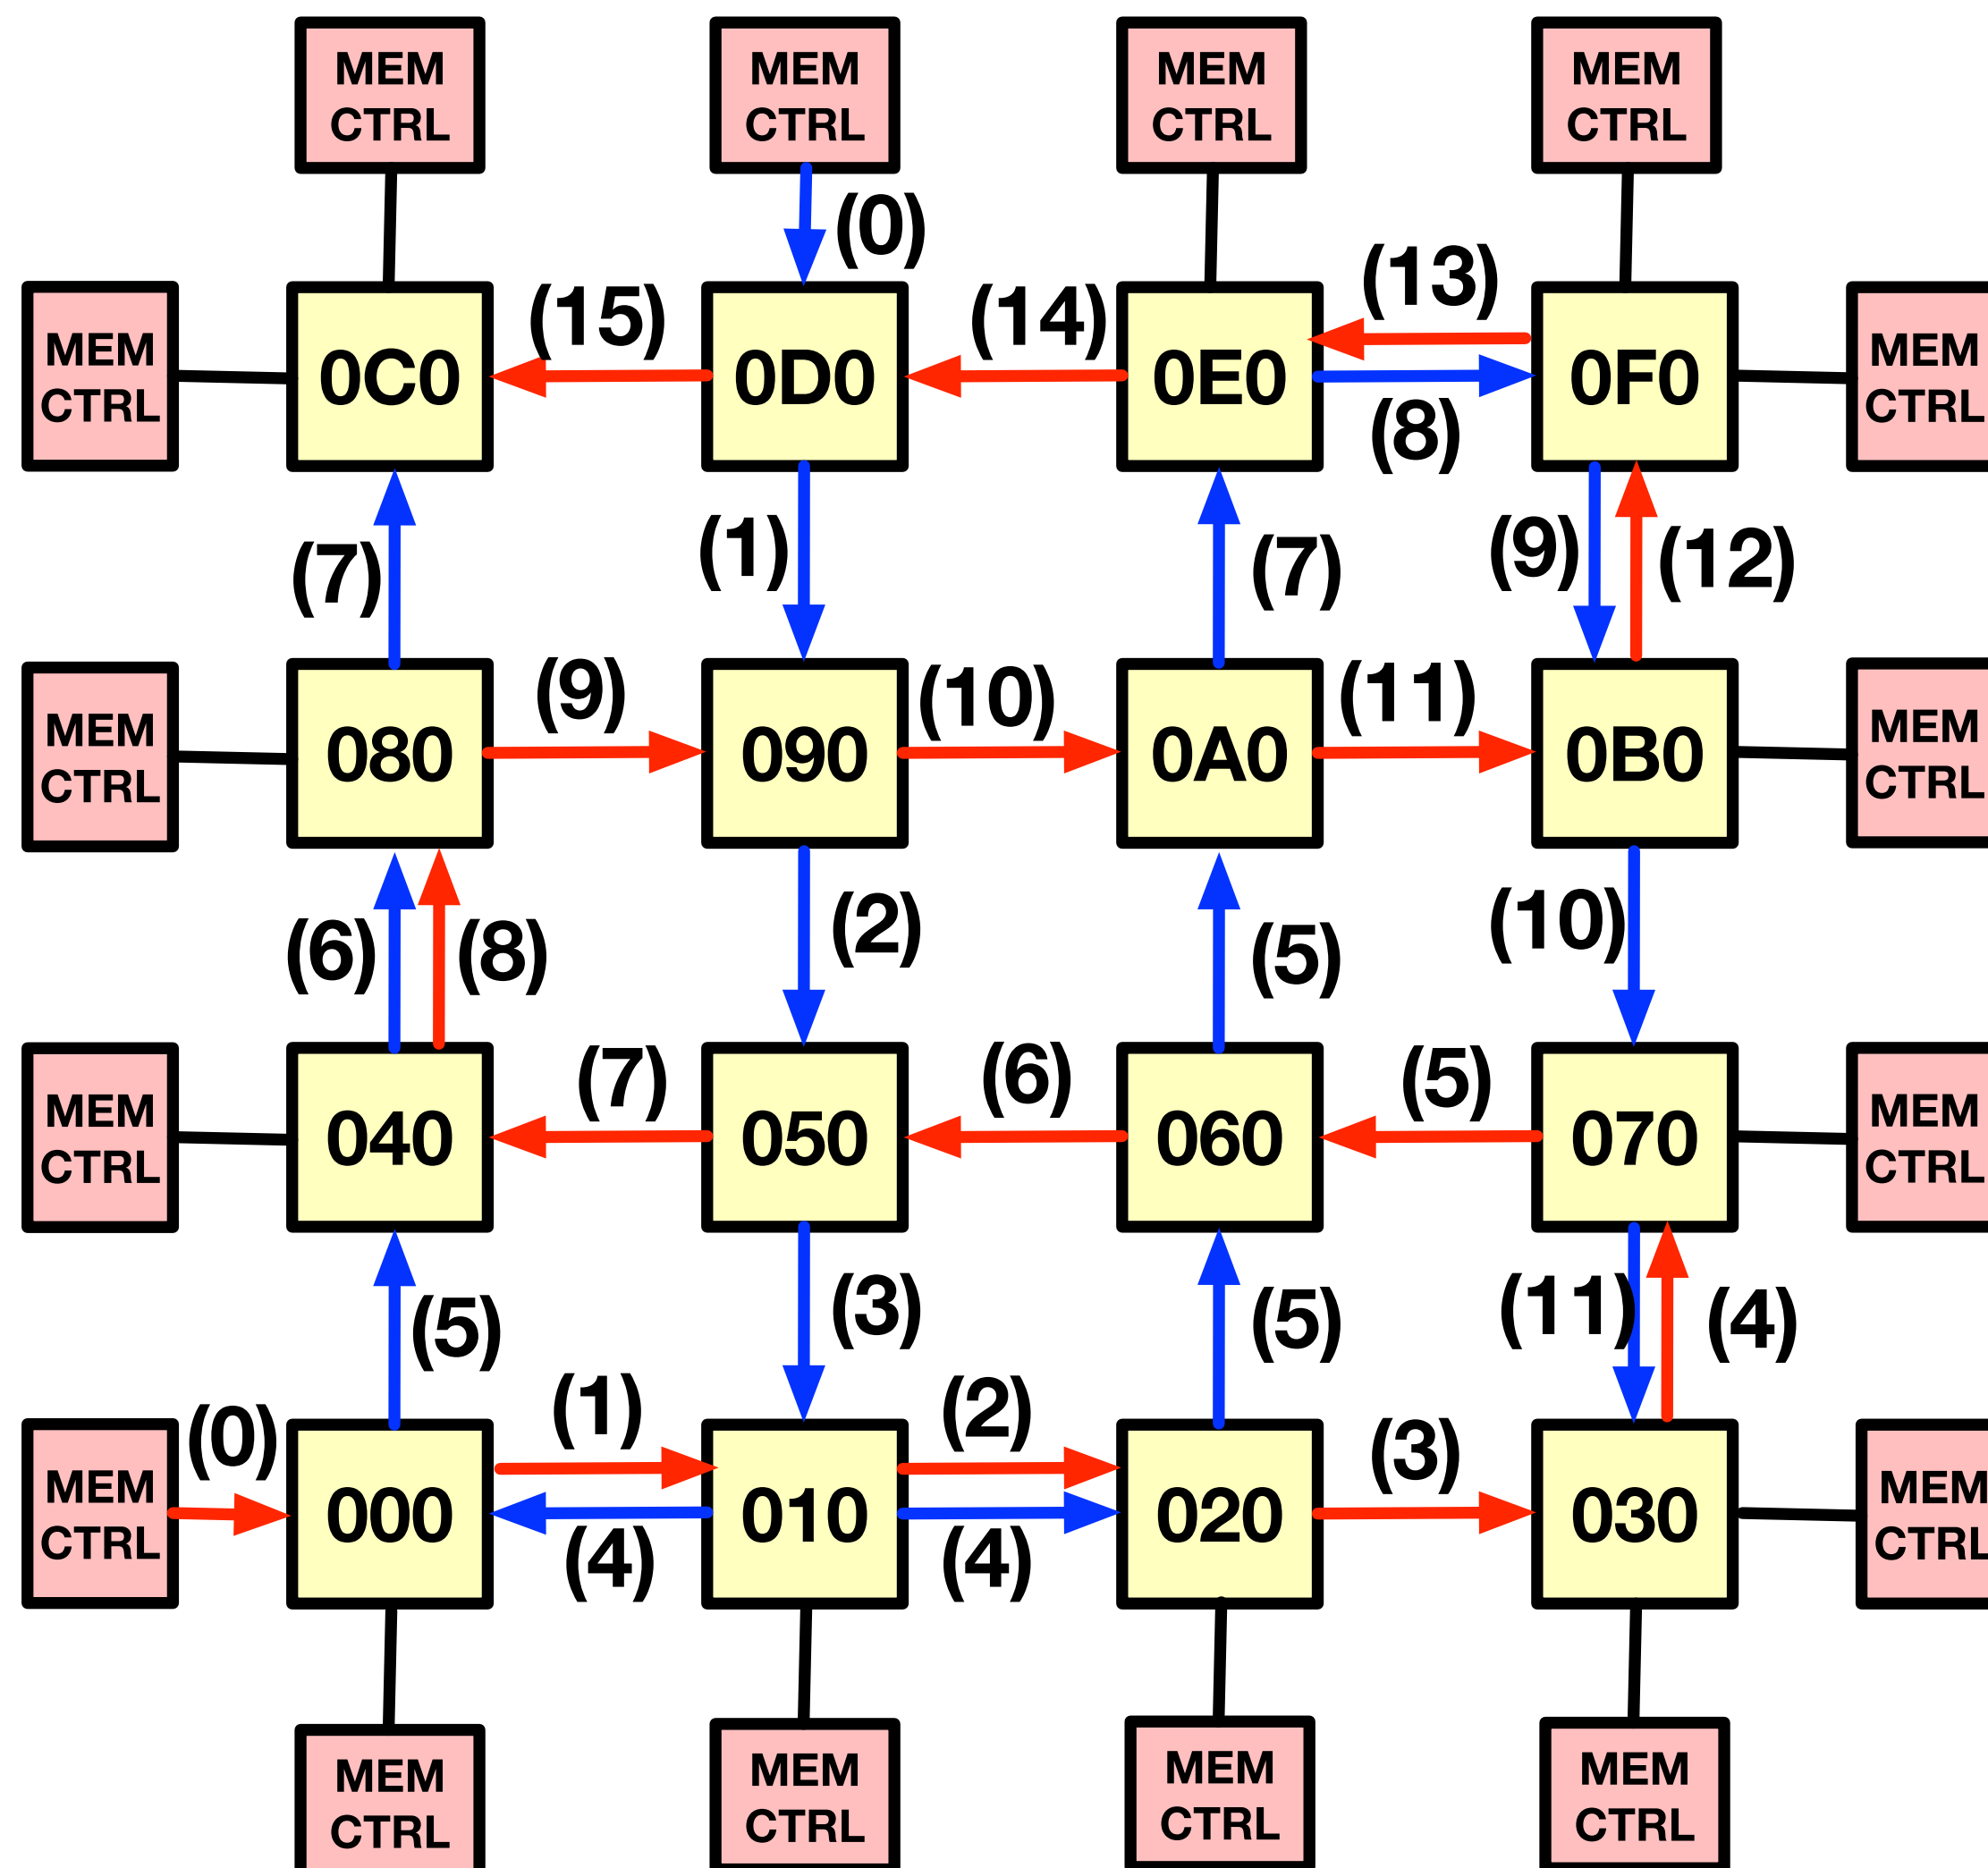 MEM
CTRL
MEM
CTRL
MEM
CTRL
MEM
CTRL
(0)
(13)
(15)
(14)
MEM
CTRL
0C0
0D0
0E0
0F0
MEM
CTRL
(8)
(7)
(1)
(7)
(9)
(12)
(9)
(10)
(11)
MEM
CTRL
080
090
0A0
0B0
MEM
CTRL
(6)
(8)
(2)
(5)
(10)
(7)
(6)
(5)
MEM
CTRL
040
050
060
070
MEM
CTRL
(5)
(3)
(5)
(11)
(4)
(0)
(1)
(2)
(3)
MEM
CTRL
000
010
020
030
MEM
CTRL
(4)
(4)
MEM
CTRL
MEM
CTRL
MEM
CTRL
MEM
CTRL